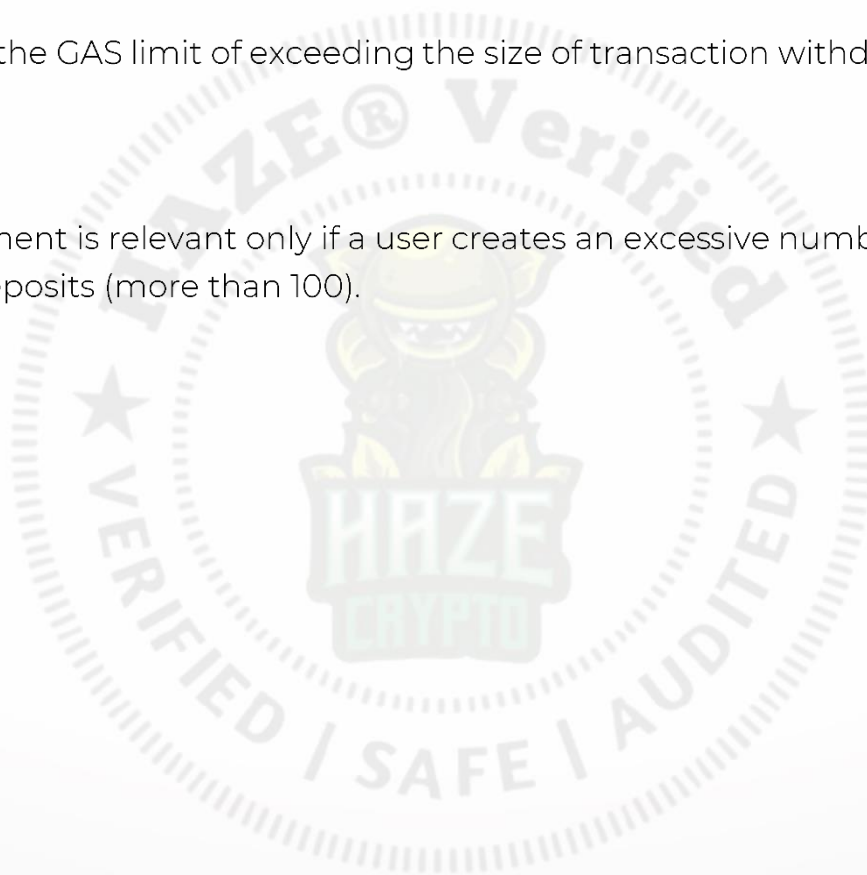 the GAS limit of exceeding the size of transaction withd
HAZE® Verified
nent is relevant only if a user creates an excessive numb
posits (more than 100).
HAZE
CRYPTO
VERIFIED | SAFE | AUDITED